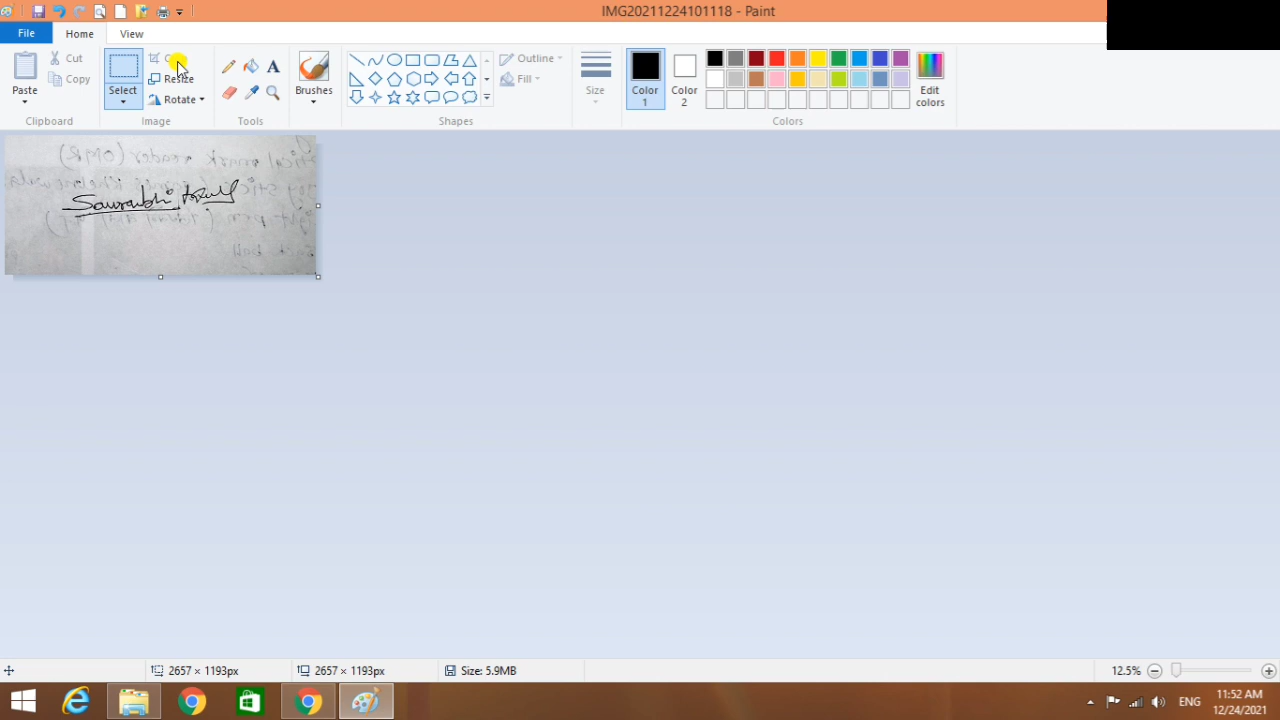 IMG20211224101118 - Paint
File Home View
Paste
Cut
Copy
Clipboard
Select
Resize
Rotate
Image
Tools
Brushes
Shapes
Outline
Fill
Size
Color 1
Color 2
Edit colors
Colors
2657 × 1193px
2657 × 1193px
Size: 5.9MB
12.5%
ENG
11:52 AM
12/24/2021